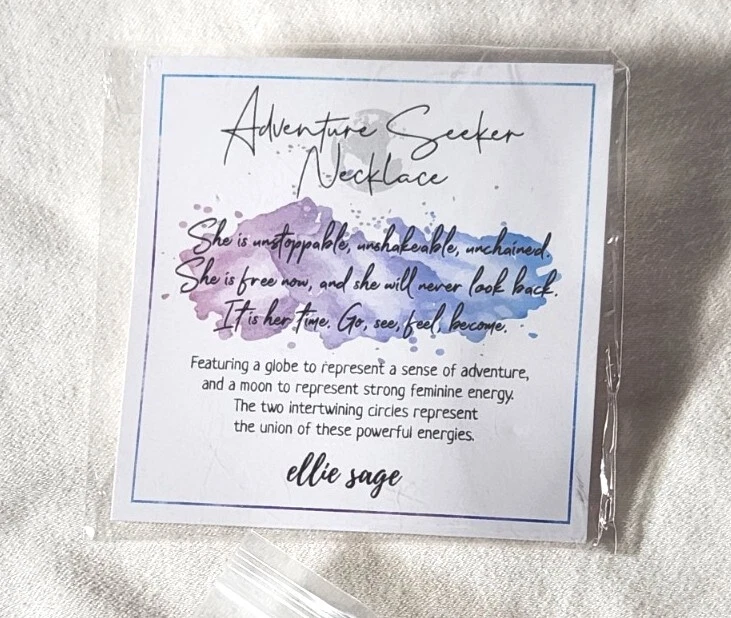 Adventure Seeker
Necklace
She is unstoppable, unshakeable, unchained.
She is free now, and she will never look back.
It is her time. Go, see, feel, become.
Featuring a globe to represent a sense of adventure,
and a moon to represent strong feminine energy.
The two intertwining circles represent
the union of these powerful energies.
ellie sage